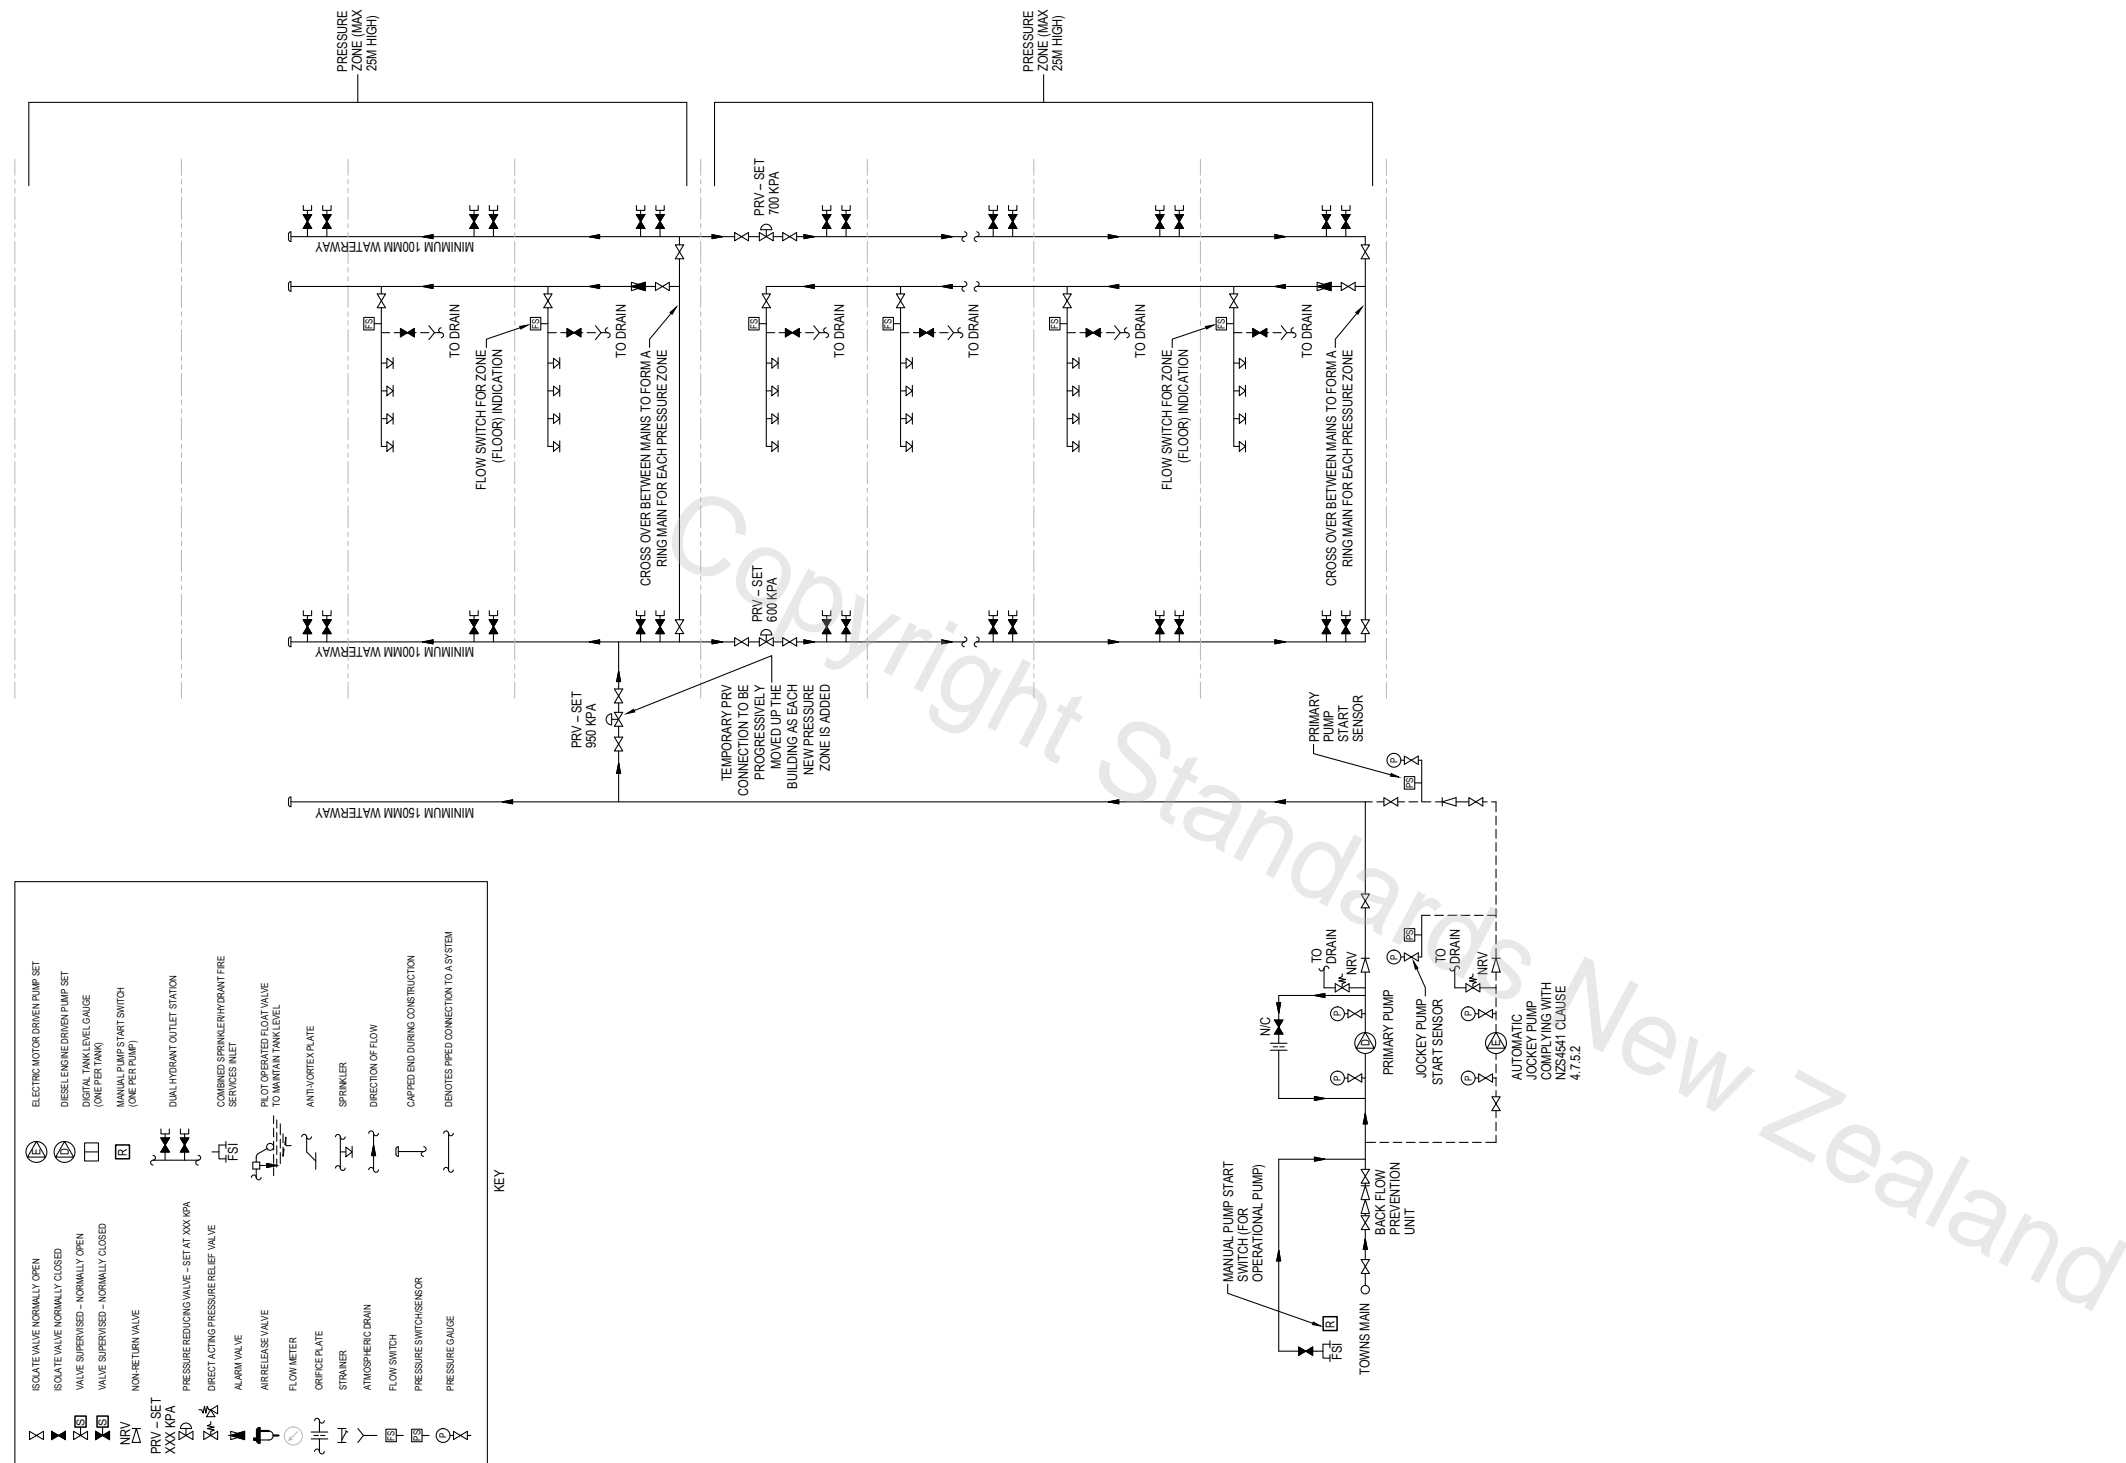 PRESSURE
ZONE (MAX
25M HIGH)
PRESSURE
ZONE (MAX
25M HIGH)
MINIMUM 100MM WATERWAY
PRV – SET
700 KPA
FS
TO DRAIN
FS
TO DRAIN
FS
TO DRAIN
FS
TO DRAIN
FS
TO DRAIN
FS
TO DRAIN
FLOW SWITCH FOR ZONE
(FLOOR) INDICATION
CROSS OVER BETWEEN MAINS TO FORM A
RING MAIN FOR EACH PRESSURE ZONE
FLOW SWITCH FOR ZONE
(FLOOR) INDICATION
CROSS OVER BETWEEN MAINS TO FORM A
RING MAIN FOR EACH PRESSURE ZONE
MINIMUM 100MM WATERWAY
PRV – SET
600 KPA
PRV – SET
950 KPA
TEMPORARY PRV
CONNECTION TO BE
PROGRESSIVELY
MOVED UP THE
BUILDING AS EACH
NEW PRESSURE
ZONE IS ADDED
MINIMUM 150MM WATERWAY
PRIMARY
PUMP
START
SENSOR
P
PS
TO
DRAIN
NRV
P
PS
TO
DRAIN
NRV
N/C
P
D
P
PRIMARY PUMP
JOCKEY PUMP
START SENSOR
P
E
P
AUTOMATIC
JOCKEY PUMP
COMPLYING WITH
NZS4541 CLAUSE
4.7.5.2
MANUAL PUMP START
SWITCH (FOR
OPERATIONAL PUMP)
R
FSI
TOWNS MAIN
BACK FLOW
PREVENTION
UNIT
KEY
ISOLATE VALVE NORMALLY OPEN
ISOLATE VALVE NORMALLY CLOSED
S
VALVE SUPERVISED – NORMALLY OPEN
S
VALVE SUPERVISED – NORMALLY CLOSED
NRV
NON-RETURN VALVE
PRV – SET
XXX KPA
PRESSURE REDUCING VALVE – SET AT XXX KPA
DIRECT ACTING PRESSURE RELIEF VALVE
ALARM VALVE
AIR RELEASE VALVE
FLOW METER
ORIFICE PLATE
STRAINER
ATMOSPHERIC DRAIN
FS
FLOW SWITCH
PS
PRESSURE SWITCH/SENSOR
P
PRESSURE GAUGE
E
ELECTRIC MOTOR DRIVEN PUMP SET
D
DIESEL ENGINE DRIVEN PUMP SET
DIGITAL TANK LEVEL GAUGE
(ONE PER TANK)
R
MANUAL PUMP START SWITCH
(ONE PER PUMP)
DUAL HYDRANT OUTLET STATION
FSI
COMBINED SPRINKLER/HYDRANT FIRE
SERVICES INLET
PILOT OPERATED FLOAT VALVE
TO MAINTAIN TANK LEVEL
ANTI-VORTEX PLATE
SPRINKLER
DIRECTION OF FLOW
CAPPED END DURING CONSTRUCTION
DENOTES PIPED CONNECTION TO A SYSTEM
Copyright Standards New Zealand